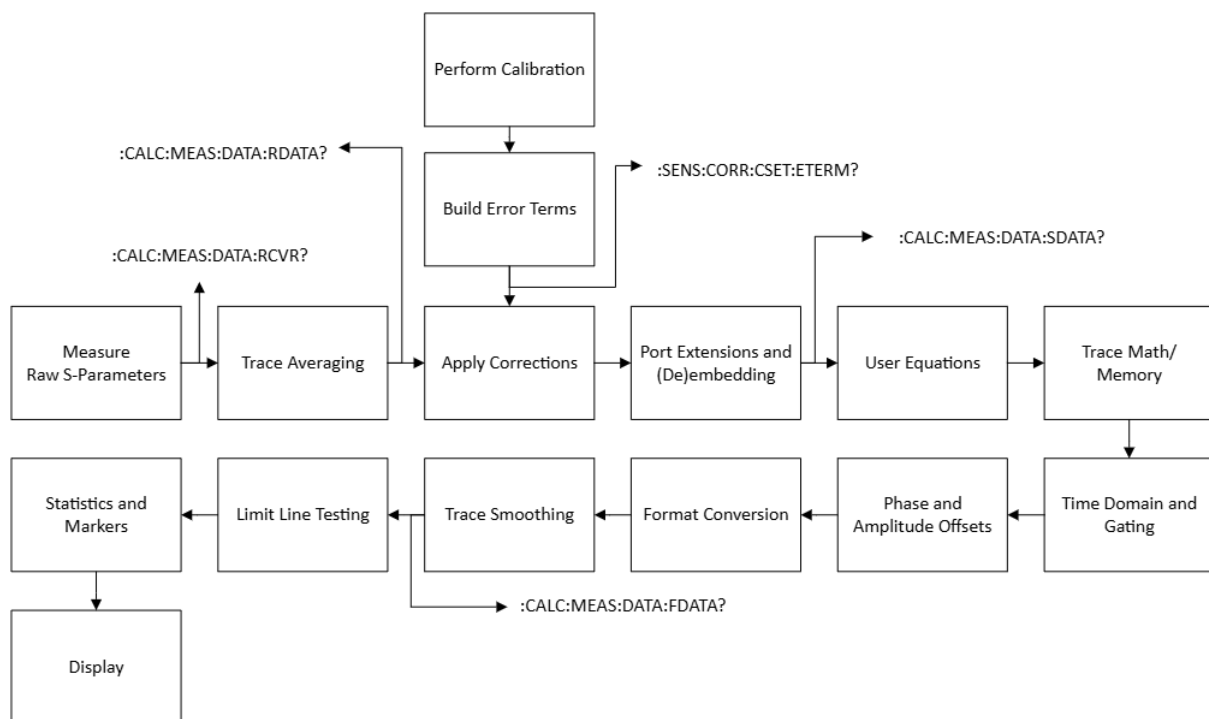 Perform Calibration
:CALC:MEAS:DATA:RDATA?
:SENS:CORR:CSET:ETERM?
Build Error Terms
:CALC:MEAS:DATA:SDATA?
:CALC:MEAS:DATA:RCVR?
Measure
Raw S-Parameters
Trace Averaging
Apply Corrections
Port Extensions and
(De)embedding
User Equations
Trace Math/
Memory
Statistics and
Markers
Limit Line Testing
Trace Smoothing
Format Conversion
Phase and
Amplitude Offsets
Time Domain and
Gating
:CALC:MEAS:DATA:FDATA?
Display